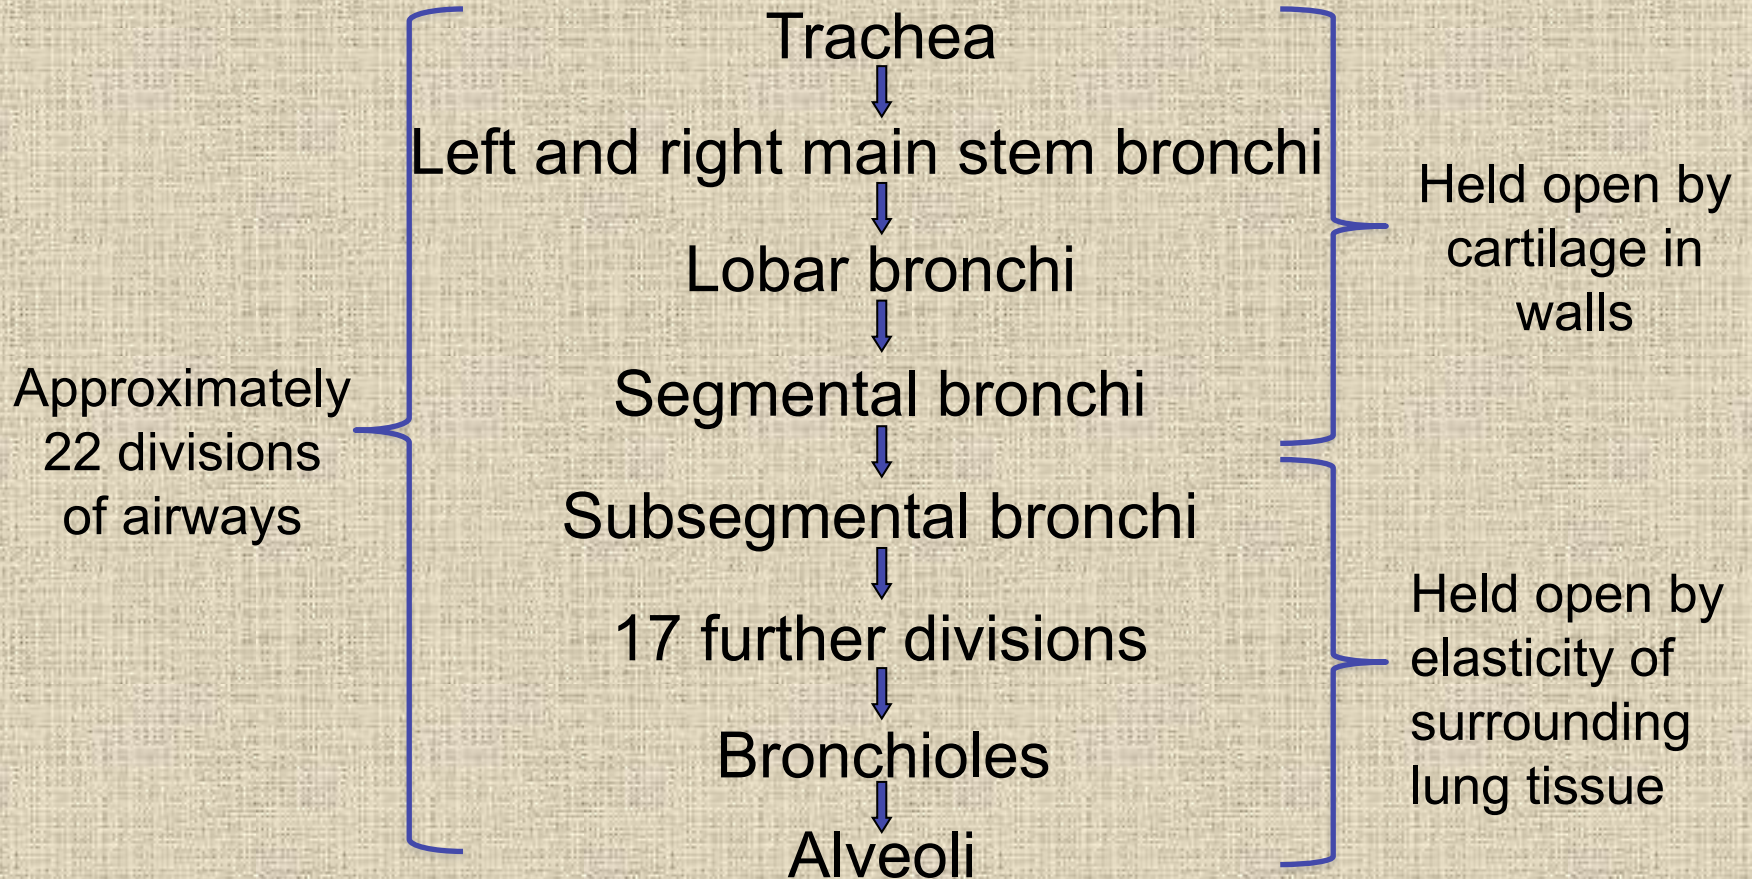 Trachea
Left and right main stem bronchi
Lobar bronchi
Segmental bronchi
Subsegmental bronchi
17 further divisions
Bronchioles
Alveoli
Approximately
22 divisions
of airways
Held open by
cartilage in
walls
Held open by
elasticity of
surrounding
lung tissue